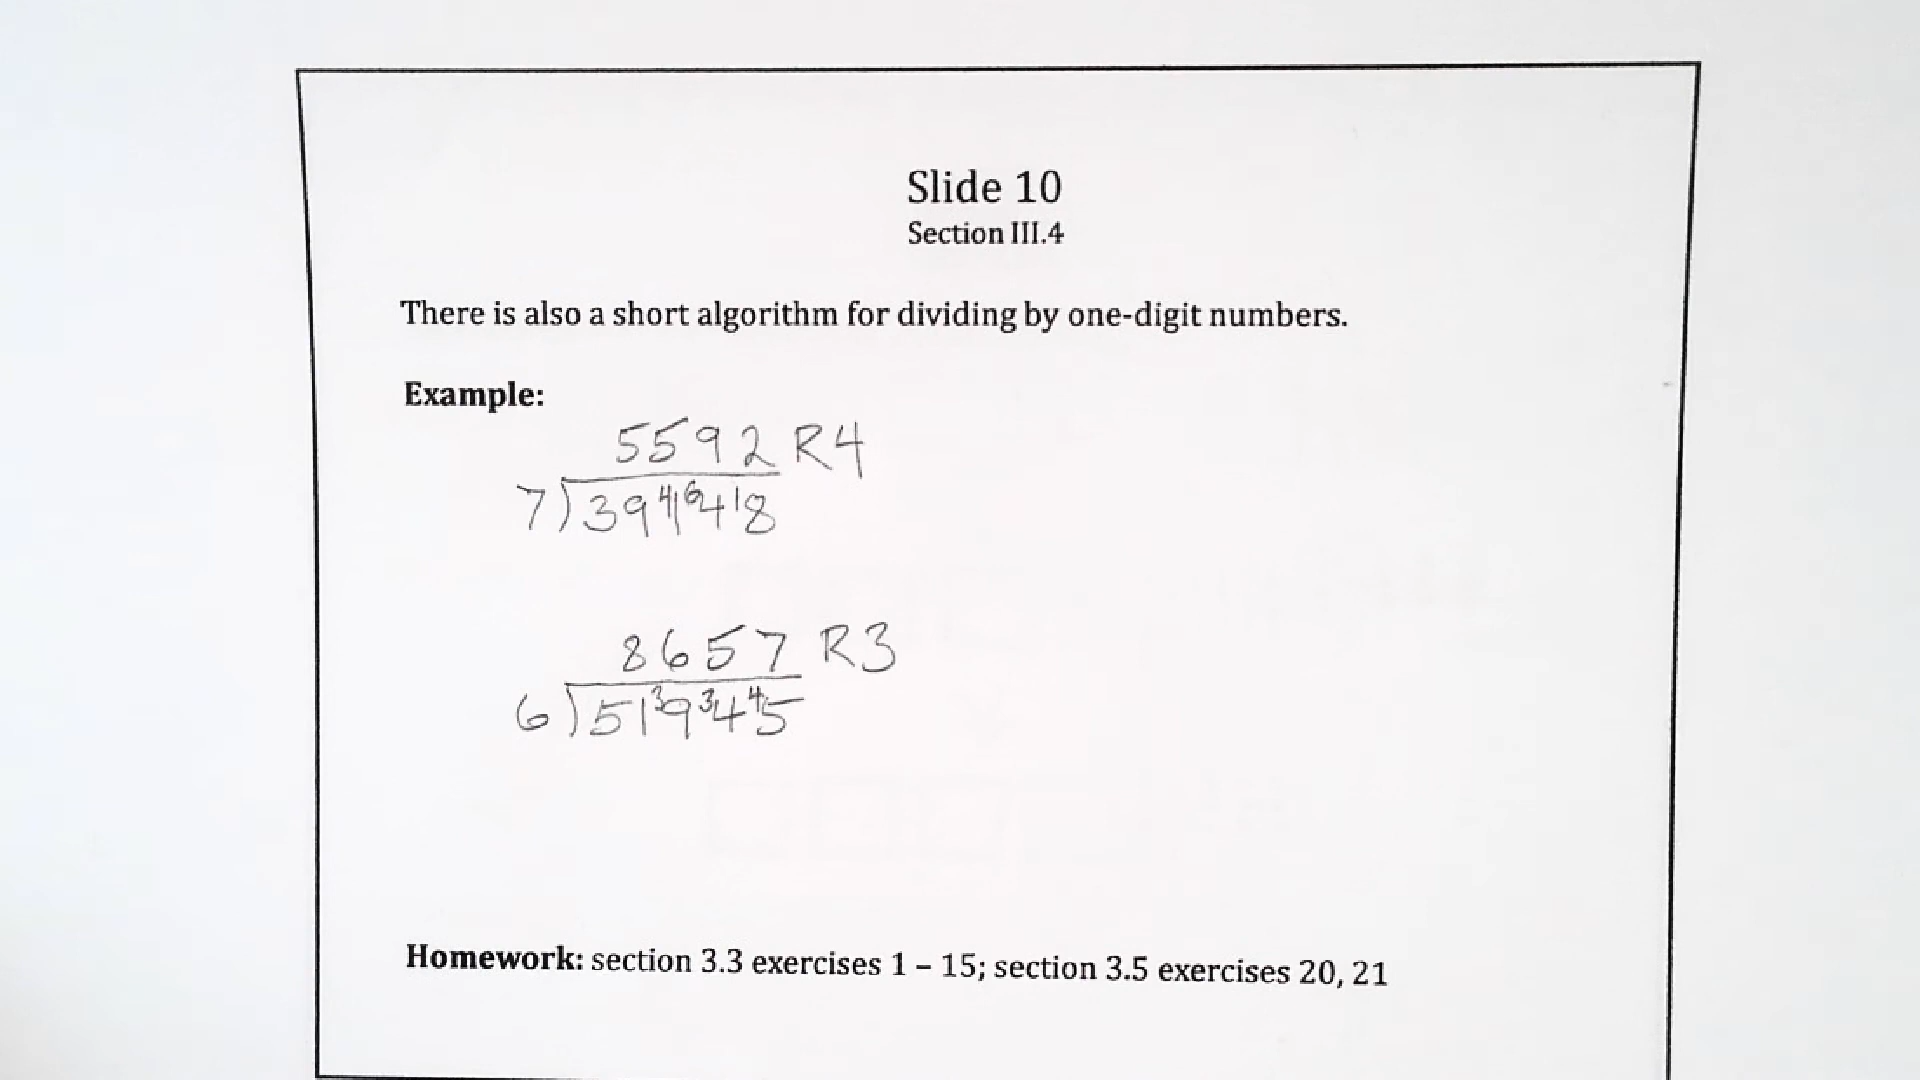 Slide 10
Section III.4
There is also a short algorithm for dividing by one-digit numbers.
Example:
5592 R4
7)39⁴1⁶4¹8
8657 R3
6)51³9³4⁴5
Homework: section 3.3 exercises 1 – 15; section 3.5 exercises 20, 21